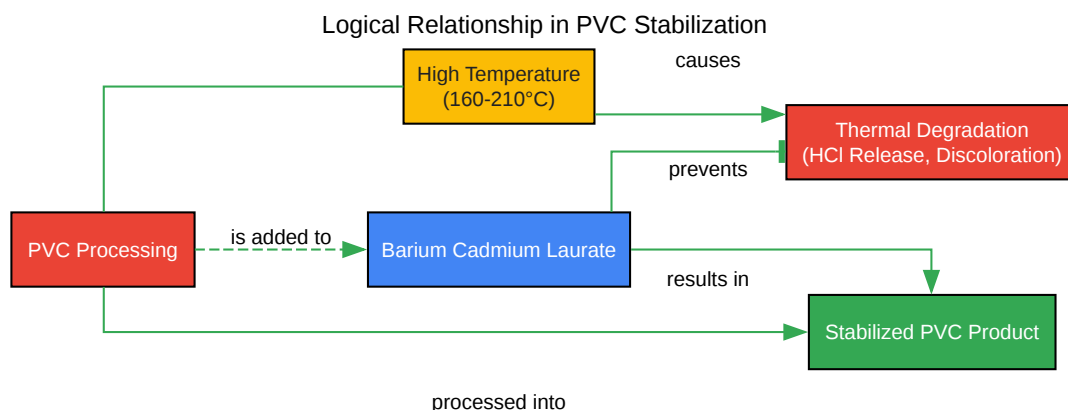 Logical Relationship in PVC Stabilization
High Temperature
(160-210°C)
causes
Thermal Degradation
(HCl Release, Discoloration)
prevents
PVC Processing
is added to
Barium Cadmium Laurate
results in
Stabilized PVC Product
processed into